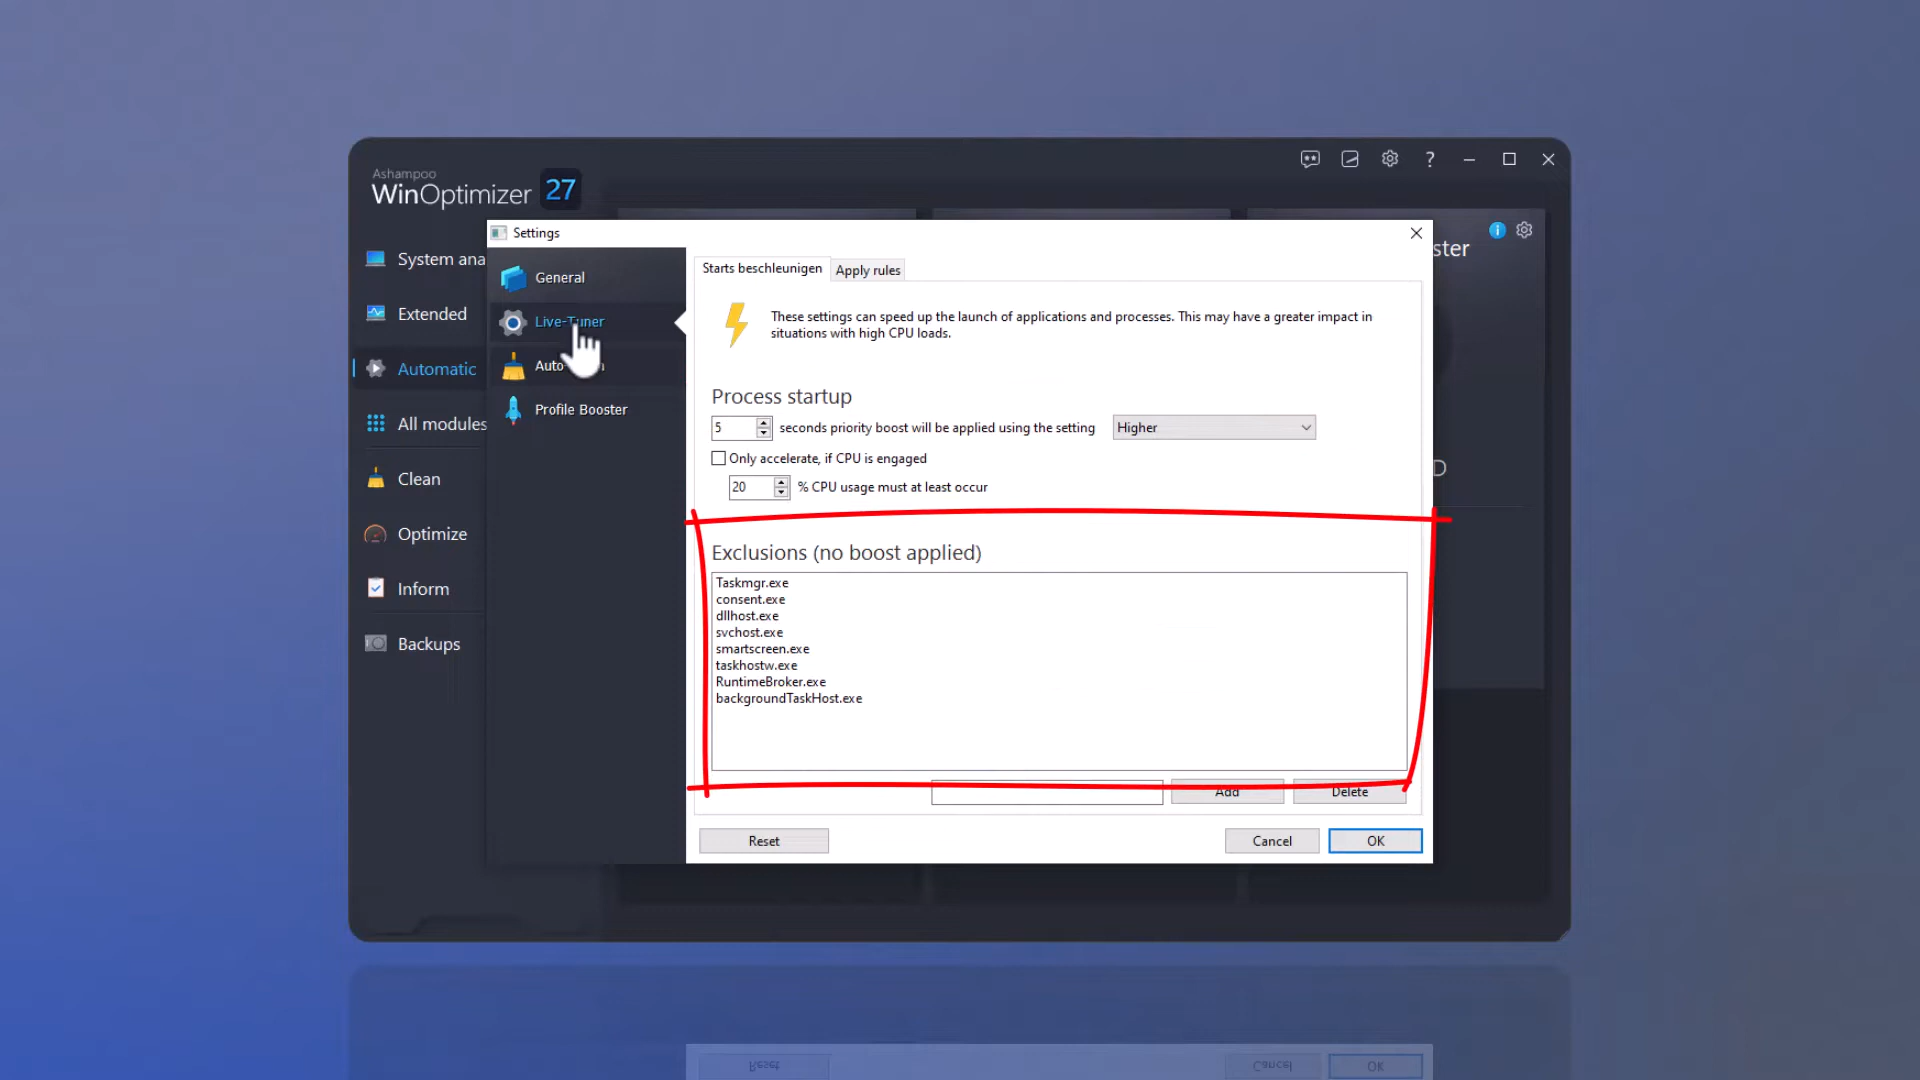 Ashampoo
WinOptimizer 27
ster
Settings
System ana
Extended
Automatic
All modules
Clean
Optimize
Inform
Backups
General
Live-Tuner
Auto
Profile Booster
Starts beschleunigen
Apply rules
These settings can speed up the launch of applications and processes. This may have a greater impact in
situations with high CPU loads.
Process startup
5 seconds priority boost will be applied using the setting Higher
Only accelerate, if CPU is engaged
20 % CPU usage must at least occur
D
Exclusions (no boost applied)
Taskmgr.exe
consent.exe
dllhost.exe
svchost.exe
smartscreen.exe
taskhostw.exe
RuntimeBroker.exe
backgroundTaskHost.exe
Add
Delete
Reset
Cancel
OK
Reset
Cancel
OK